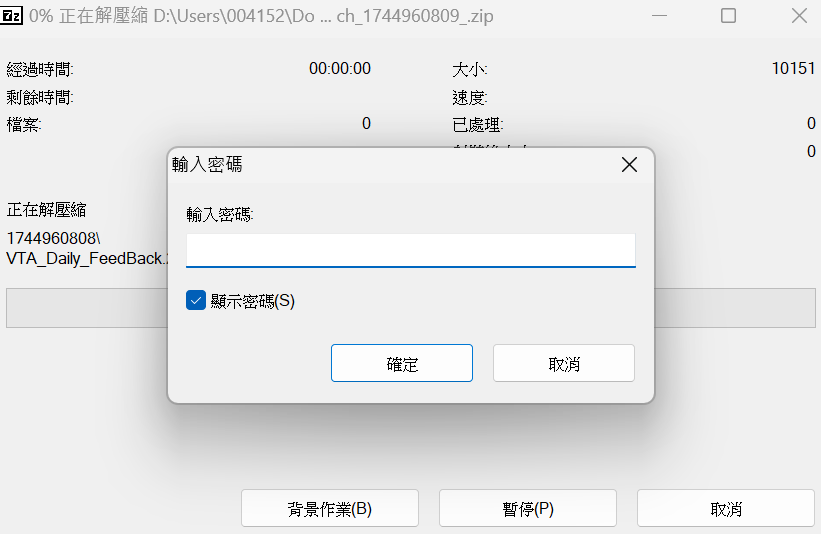 7z 0% 正在解壓縮 D:\Users\004152\Do ... ch_1744960809_.zip
經過時間: 00:00:00 大小: 10151
剩餘時間: 速度:
檔案: 0 已處理: 0
0
輸入密碼
輸入密碼:
正在解壓縮
1744960808\
VTA_Daily_FeedBack.
顯示密碼(S)
確定 取消
背景作業(B) 暫停(P) 取消